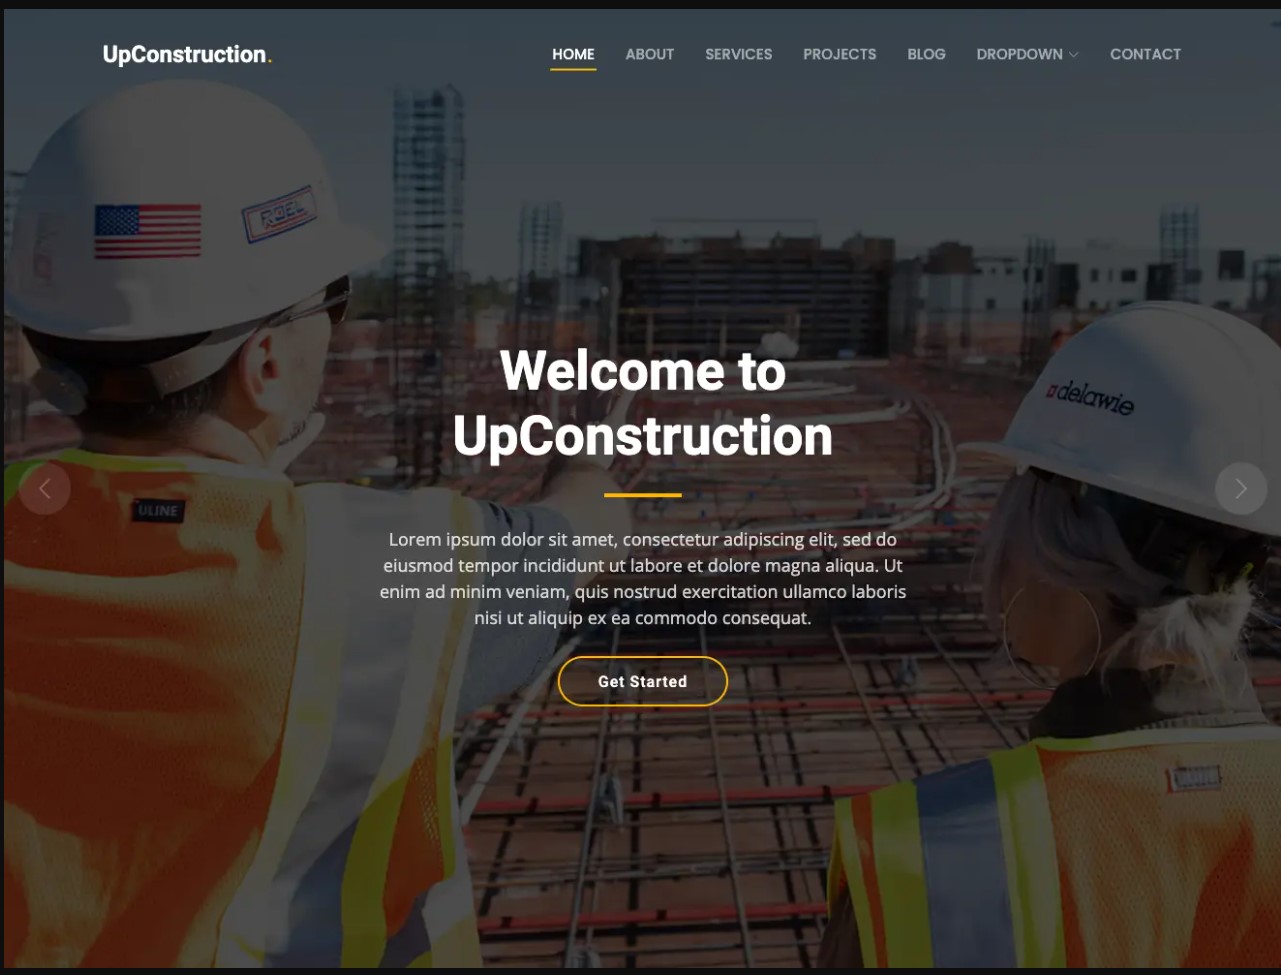 UpConstruction.
HOME ABOUT SERVICES PROJECTS BLOG DROPDOWN CONTACT
ROEL
delawie
Welcome to
UpConstruction
ULINE
Lorem ipsum dolor sit amet, consectetur adipiscing elit, sed do
eiusmod tempor incididunt ut labore et dolore magna aliqua. Ut
enim ad minim veniam, quis nostrud exercitation ullamco laboris
nisi ut aliquip ex ea commodo consequat.
Get Started